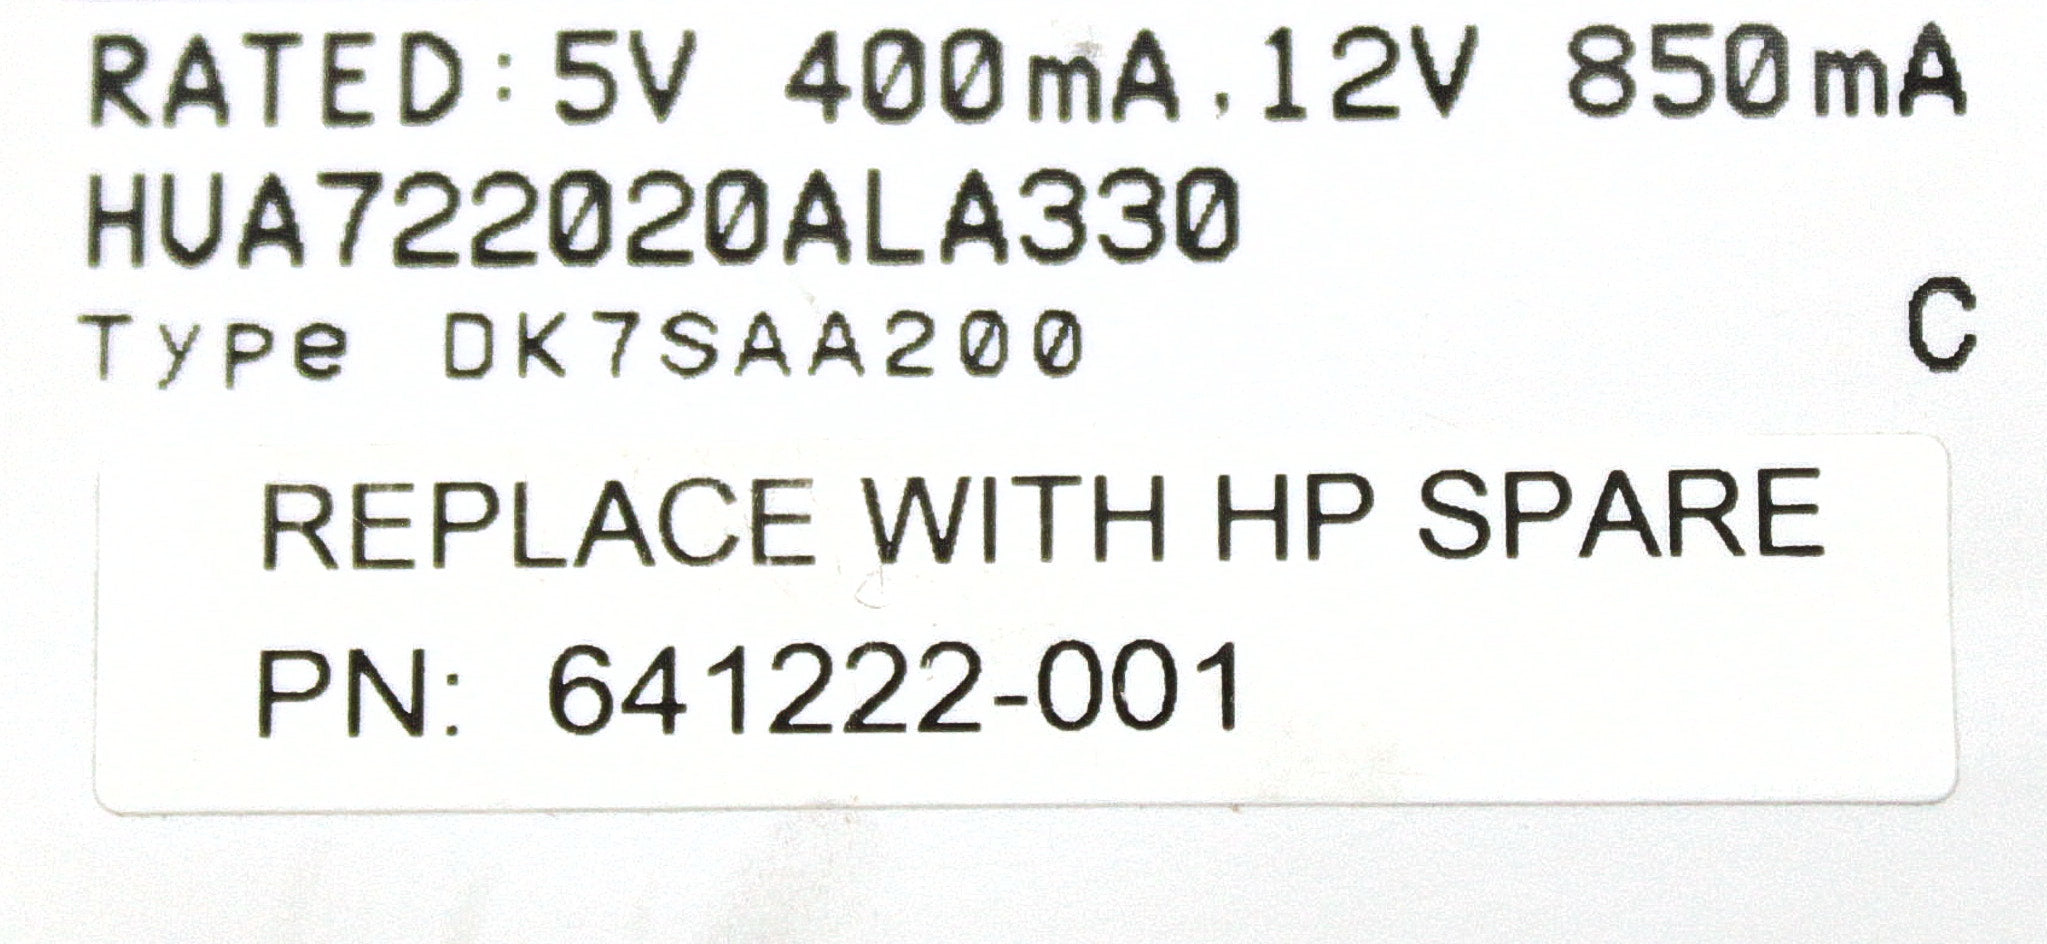 RATED:5V 400mA,12V 850mA
HUA722020ALA330
Type DK7SAA200
C
REPLACE WITH HP SPARE
PN: 641222-001